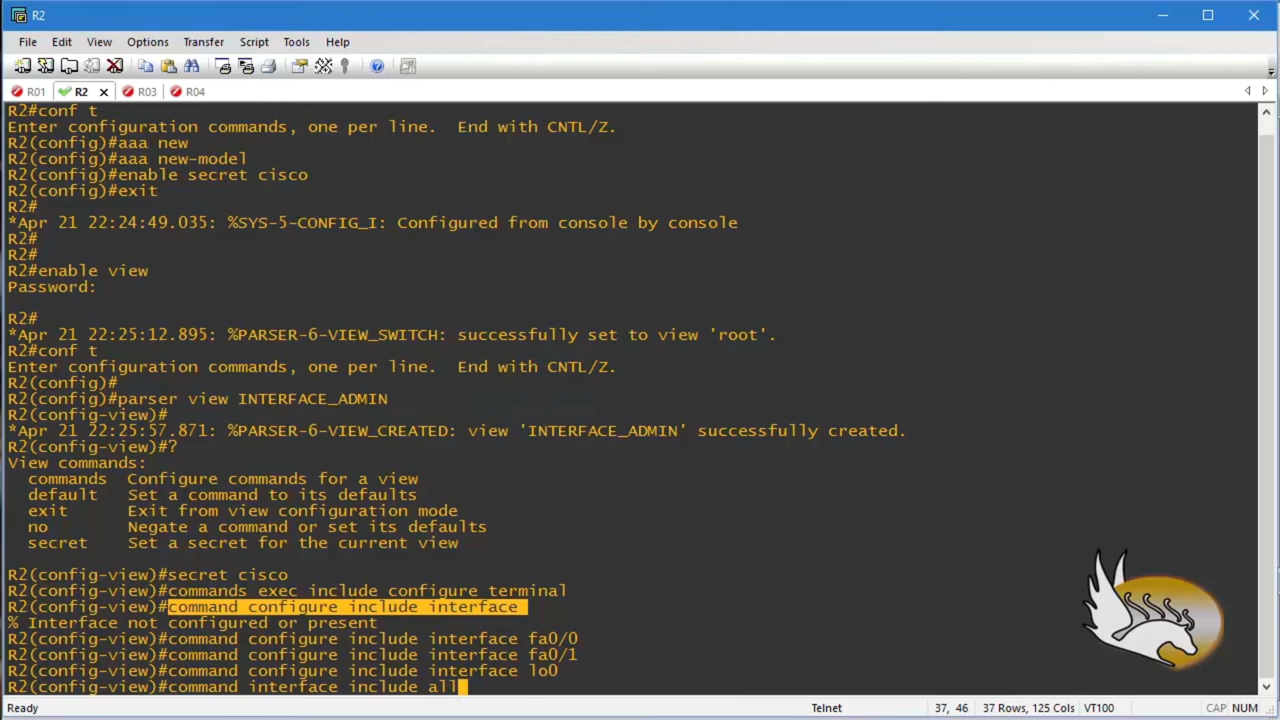 R2
File Edit View Options Transfer Script Tools Help
R01 R2 R03 R04
R2#conf t
Enter configuration commands, one per line.  End with CNTL/Z.
R2(config)#aaa new
R2(config)#aaa new-model
R2(config)#enable secret cisco
R2(config)#exit
R2#
*Apr 21 22:24:49.035: %SYS-5-CONFIG_I: Configured from console by console
R2#
R2#
R2#enable view
Password:
R2#
*Apr 21 22:25:12.895: %PARSER-6-VIEW_SWITCH: successfully set to view 'root'.
R2#conf t
Enter configuration commands, one per line.  End with CNTL/Z.
R2(config)#
R2(config)#parser view INTERFACE_ADMIN
R2(config-view)#
*Apr 21 22:25:57.871: %PARSER-6-VIEW_CREATED: view 'INTERFACE_ADMIN' successfully created.
R2(config-view)#?
View commands:
  commands  Configure commands for a view
  default   Set a command to its defaults
  exit      Exit from view configuration mode
  no        Negate a command or set its defaults
  secret    Set a secret for the current view
R2(config-view)#secret cisco
R2(config-view)#commands exec include configure terminal
R2(config-view)#command configure include interface
% Interface not configured or present
R2(config-view)#command configure include interface fa0/0
R2(config-view)#command configure include interface fa0/1
R2(config-view)#command configure include interface lo0
R2(config-view)#command interface include all
Ready Telnet 37, 46 37 Rows, 125 Cols VT100 CAP NUM